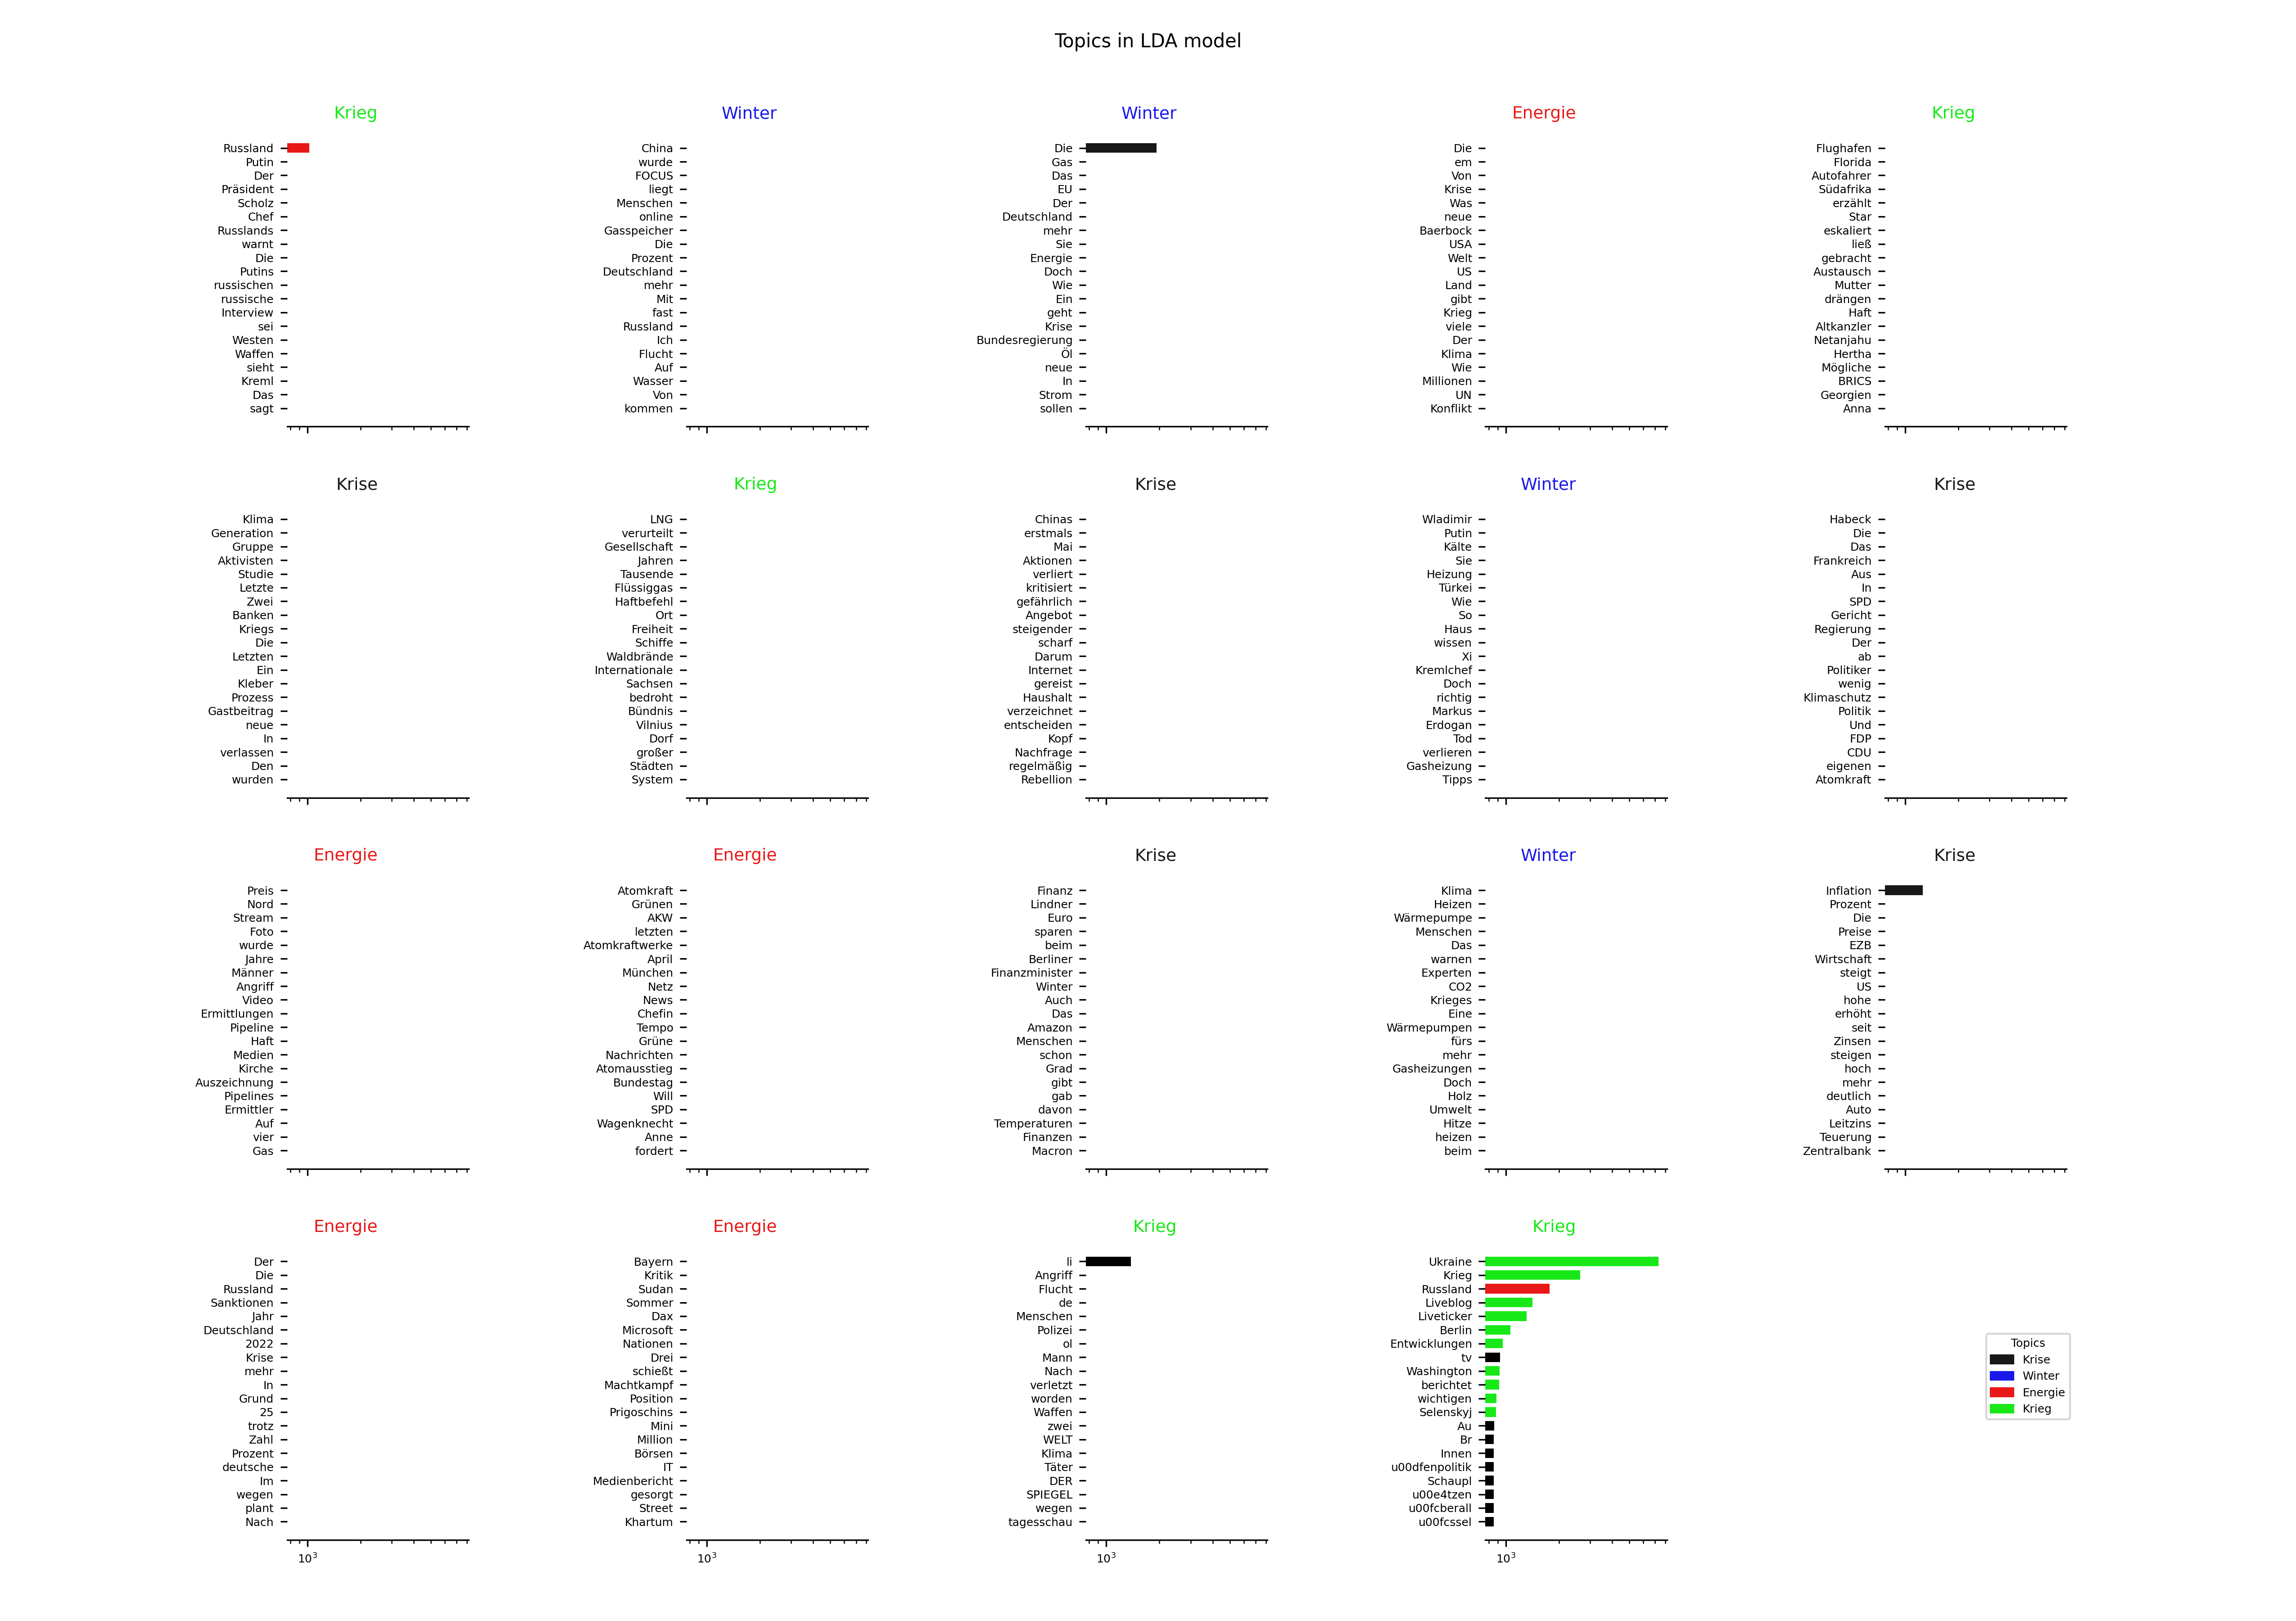 Topics in LDA model
Krieg
Russland
Putin
Der
Präsident
Scholz
Chef
Russlands
warnt
Die
Putins
russischen
russische
Interview
sei
Westen
Waffen
sieht
Kreml
Das
sagt
Winter
China
wurde
FOCUS
liegt
Menschen
online
Gasspeicher
Die
Prozent
Deutschland
mehr
Mit
fast
Russland
Ich
Flucht
Auf
Wasser
Von
kommen
Winter
Die
Gas
Das
EU
Der
Deutschland
mehr
Sie
Energie
Doch
Wie
Ein
geht
Krise
Bundesregierung
Öl
neue
In
Strom
sollen
Energie
Die
em
Von
Krise
Was
neue
Baerbock
USA
Welt
US
Land
gibt
Krieg
viele
Der
Klima
Wie
Millionen
UN
Konflikt
Krieg
Flughafen
Florida
Autofahrer
Südafrika
erzählt
Star
eskaliert
ließ
gebracht
Austausch
Mutter
drängen
Haft
Altkanzler
Netanjahu
Hertha
Mögliche
BRICS
Georgien
Anna
Krise
Klima
Generation
Gruppe
Aktivisten
Studie
Letzte
Zwei
Banken
Kriegs
Die
Letzten
Ein
Kleber
Prozess
Gastbeitrag
neue
In
verlassen
Den
wurden
Krieg
LNG
verurteilt
Gesellschaft
Jahren
Tausende
Flüssiggas
Haftbefehl
Ort
Freiheit
Schiffe
Waldbrände
Internationale
Sachsen
bedroht
Bündnis
Vilnius
Dorf
großer
Städten
System
Krise
Chinas
erstmals
Mai
Aktionen
verliert
kritisiert
gefährlich
Angebot
steigender
scharf
Darum
Internet
gereist
Haushalt
verzeichnet
entscheiden
Kopf
Nachfrage
regelmäßig
Rebellion
Winter
Wladimir
Putin
Kälte
Sie
Heizung
Türkei
Wie
So
Haus
wissen
Xi
Kremlchef
Doch
richtig
Markus
Erdogan
Tod
verlieren
Gasheizung
Tipps
Krise
Habeck
Die
Das
Frankreich
Aus
In
SPD
Gericht
Regierung
Der
ab
Politiker
wenig
Klimaschutz
Politik
Und
FDP
CDU
eigenen
Atomkraft
Energie
Preis
Nord
Stream
Foto
wurde
Jahre
Männer
Angriff
Video
Ermittlungen
Pipeline
Haft
Medien
Kirche
Auszeichnung
Pipelines
Ermittler
Auf
vier
Gas
Energie
Atomkraft
Grünen
AKW
letzten
Atomkraftwerke
April
München
Netz
News
Chefin
Tempo
Grüne
Nachrichten
Atomausstieg
Bundestag
Will
SPD
Wagenknecht
Anne
fordert
Krise
Finanz
Lindner
Euro
sparen
beim
Berliner
Finanzminister
Winter
Auch
Das
Amazon
Menschen
schon
Grad
gibt
gab
davon
Temperaturen
Finanzen
Macron
Winter
Klima
Heizen
Wärmepumpe
Menschen
Das
warnen
Experten
CO2
Krieges
Eine
Wärmepumpen
fürs
mehr
Gasheizungen
Doch
Holz
Umwelt
Hitze
heizen
beim
Krise
Inflation
Prozent
Die
Preise
EZB
Wirtschaft
steigt
US
hohe
erhöht
seit
Zinsen
steigen
hoch
mehr
deutlich
Auto
Leitzins
Teuerung
Zentralbank
Energie
Der
Die
Russland
Sanktionen
Jahr
Deutschland
2022
Krise
mehr
In
Grund
25
trotz
Zahl
Prozent
deutsche
Im
wegen
plant
Nach
10³
Energie
Bayern
Kritik
Sudan
Sommer
Dax
Microsoft
Nationen
Drei
schießt
Machtkampf
Position
Prigoschins
Mini
Million
Börsen
IT
Medienbericht
gesorgt
Street
Khartum
10³
Krieg
li
Angriff
Flucht
de
Menschen
Polizei
ol
Mann
Nach
verletzt
worden
Waffen
zwei
WELT
Klima
Täter
DER
SPIEGEL
wegen
tagesschau
10³
Krieg
Ukraine
Krieg
Russland
Liveblog
Liveticker
Berlin
Entwicklungen
tv
Washington
berichtet
wichtigen
Selenskyj
Au
Br
Innen
u00dfenpolitik
Schaupl
u00e4tzen
u00fcberall
u00fcssel
10³
Topics
Krise
Winter
Energie
Krieg